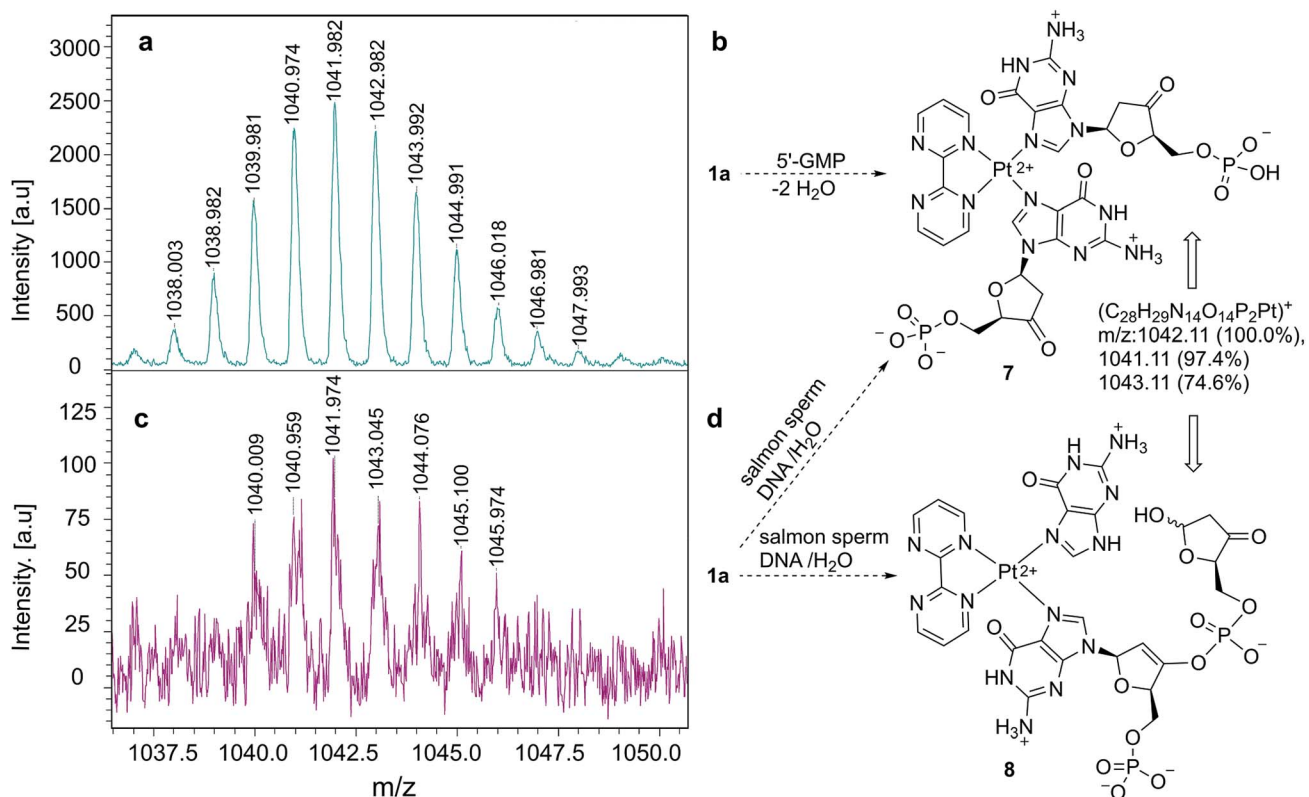 a
Intensity [a.u]
3000
2500
2000
1500
1000
500
0
1038.003
1038.982
1039.981
1040.974
1041.982
1042.982
1043.992
1044.991
1046.018
1046.981
1047.993
c
Intensity. [a.u]
125
100
75
50
25
0
1040.009
1040.959
1041.974
1043.045
1044.076
1045.100
1045.974
1037.5
1040.0
1042.5
1045.0
1047.5
1050.0
m/z
b
1a
5'-GMP
-2 H₂O
+
NH₃
HN
N
O
N
N
O
O
O
P
O⁻
O
OH
N
N
N
N
Pt²⁺
N
O
NH
N
N
NH₃
+
O
O
O
P
O
⁻O
O⁻
7
(C₂₈H₂₉N₁₄O₁₄P₂Pt)⁺
m/z:1042.11 (100.0%),
1041.11 (97.4%)
1043.11 (74.6%)
d
salmon sperm
DNA /H₂O
1a
salmon sperm
DNA /H₂O
+
NH₃
HN
O
N
N
NH
N
N
N
N
Pt²⁺
N
O
N
HN
N
H₃N
+
O
HO
O
O
O
O
P
O⁻
O
O
O=P
O⁻
O⁻
8